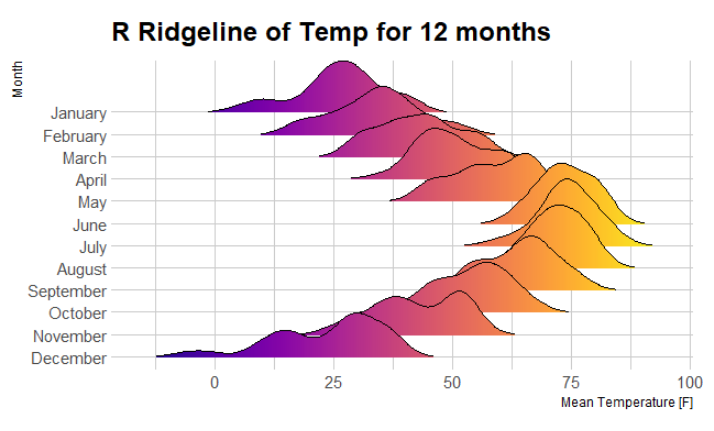 R Ridgeline of Temp for 12 months
Month
January
February
March
April
May
June
July
August
September
October
November
December
0 25 50 75 100
Mean Temperature [F]